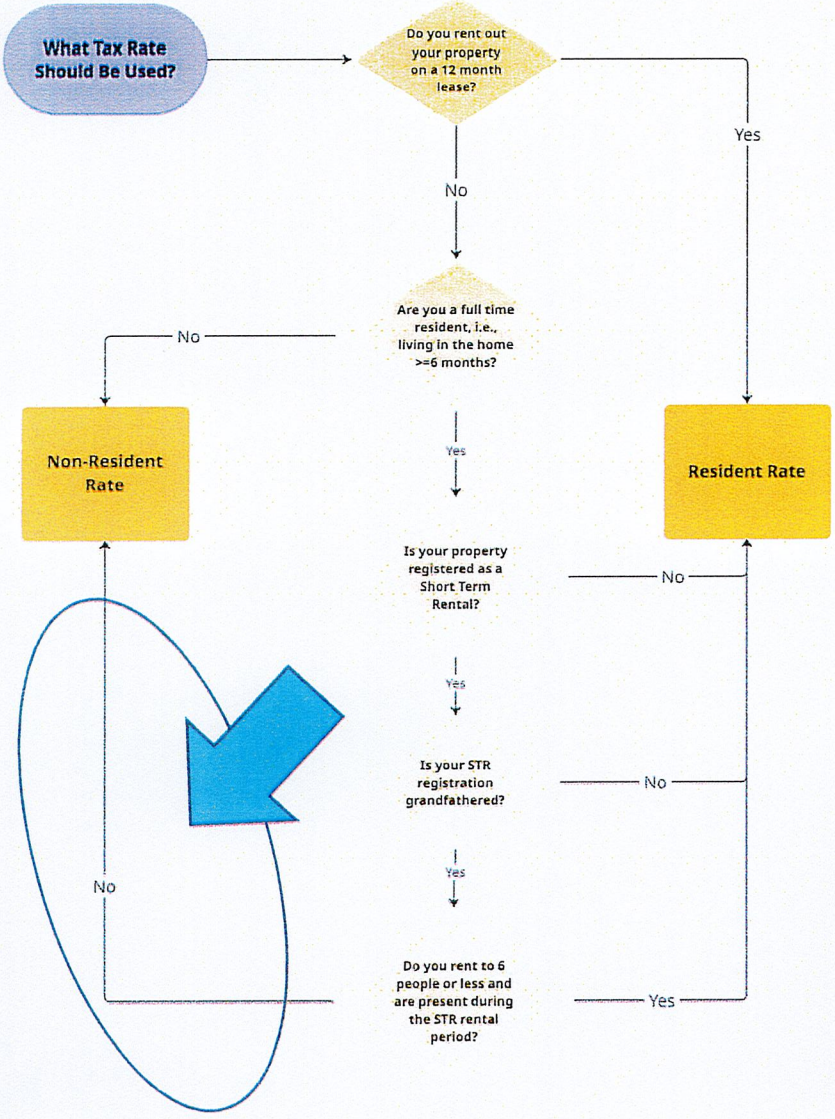 What Tax Rate
Should Be Used?
Do you rent out
your property
on a 12 month
lease?
Yes
No
Are you a full time
resident, i.e.,
living in the home
>=6 months?
No
Non-Resident
Rate
Resident Rate
Yes
Is your property
registered as a
Short Term
Rental?
No
Yes
Is your STR
registration
grandfathered?
No
Yes
No
Do you rent to 6
people or less and
are present during
the STR rental
period?
Yes